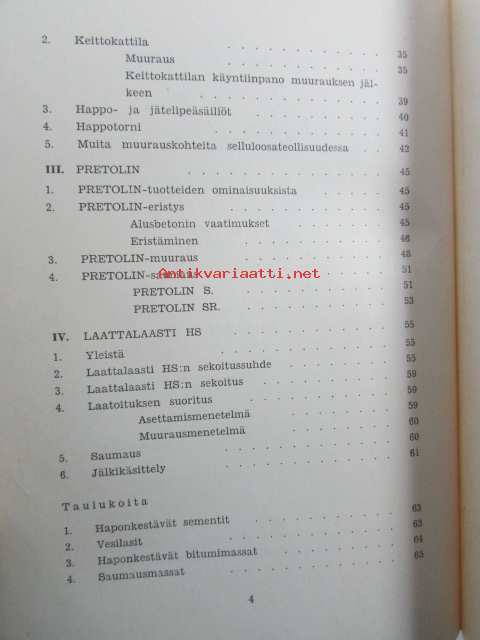 2. Keittokattila . . . . . . . . . . 35
Muuraus . . . . . . . . . . 35
Keittokattilan käyntiinpano muurauksen jäl-
keen . . . . . . . . . . 39
3. Happo- ja jätelipeäsäiliöt . . . . . . . 40
4. Happotorni . . . . . . . . . . 41
5. Muita muurauskohteita selluloosateollisuudessa . . 42
III. PRETOLIN . . . . . . . . . . 45
1. PRETOLIN-tuotteiden ominaisuuksista . . . . 45
2. PRETOLIN-eristys . . . . . . . . 45
Alusbetonin vaatimukset . . . . . 45
Eristäminen . . . . . . . . 46
3. PRETOLIN-muuraus . . . . . . . . 48
4. PRETOLIN-saumaus . . . . . . . . 51
Antikvariaatti.net
PRETOLIN S. . . . . . . . . 51
PRETOLIN SR. . . . . . . . . 53
IV. LAATTALAASTI HS . . . . . . . . 55
1. Yleistä . . . . . . . . . . 55
2. Laattalaasti HS:n sekoitussuhde . . . . . 55
3. Laattalaasti HS:n sekoitus . . . . . . 59
4. Laatoituksen suoritus . . . . . . . 59
Asettamismenetelmä . . . . . . 59
Muurausmenetelmä . . . . . . 60
5. Saumaus . . . . . . . . . . 60
6. Jälkikäsittely . . . . . . . . . 61
Taulukoita
1. Haponkestävät sementit . . . . . . . 63
2. Vesilasit . . . . . . . . . . 63
3. Haponkestävät bitumimassat . . . . . . 64
4. Saumausmassat . . . . . . . . . 65
4